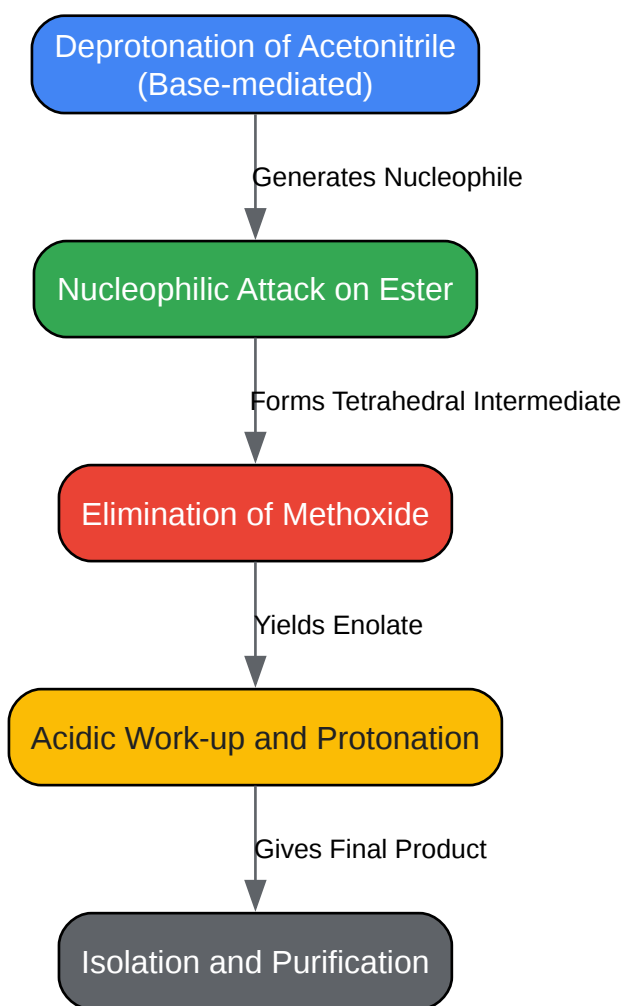 Deprotonation of Acetonitrile
(Base-mediated)
Generates Nucleophile
Nucleophilic Attack on Ester
Forms Tetrahedral Intermediate
Elimination of Methoxide
Yields Enolate
Acidic Work-up and Protonation
Gives Final Product
Isolation and Purification